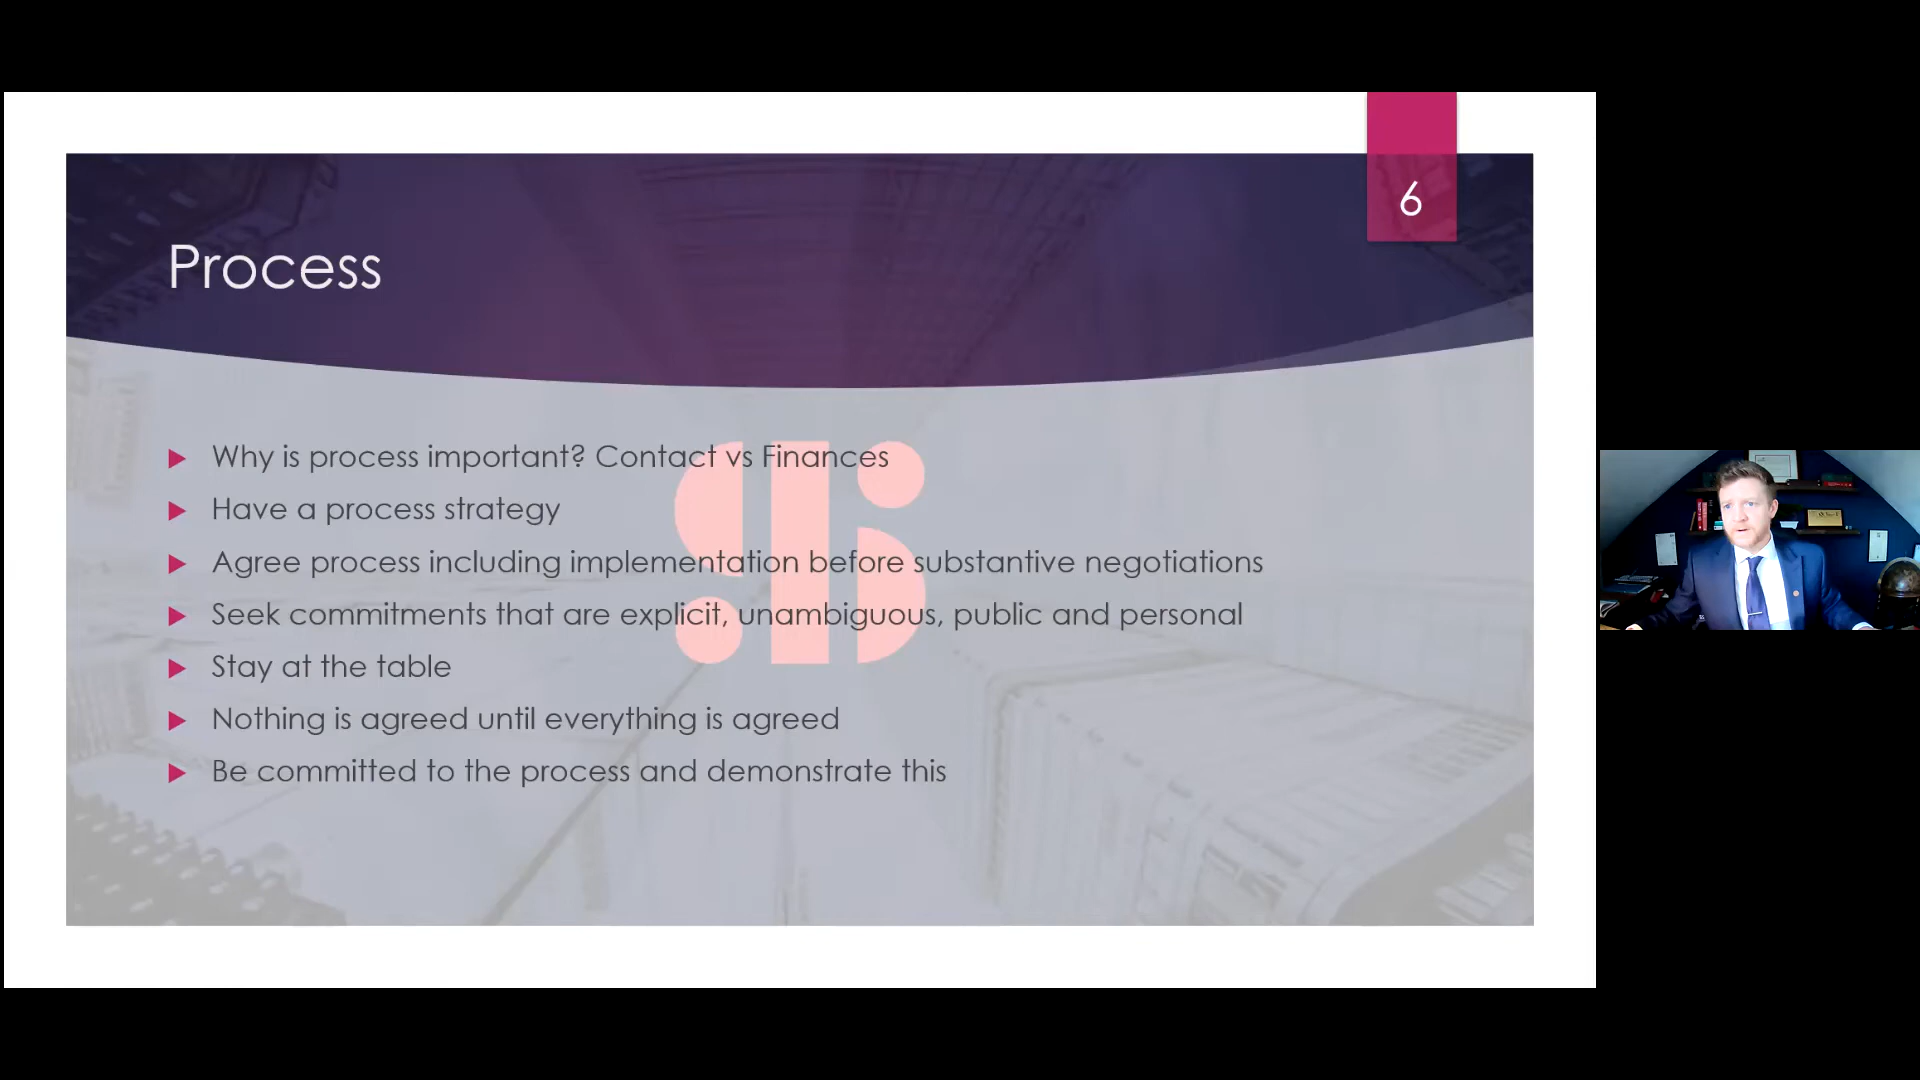 6
Process
Why is process important? Contact vs Finances
Have a process strategy
Agree process including implementation before substantive negotiations
Seek commitments that are explicit, unambiguous, public and personal
Stay at the table
Nothing is agreed until everything is agreed
Be committed to the process and demonstrate this